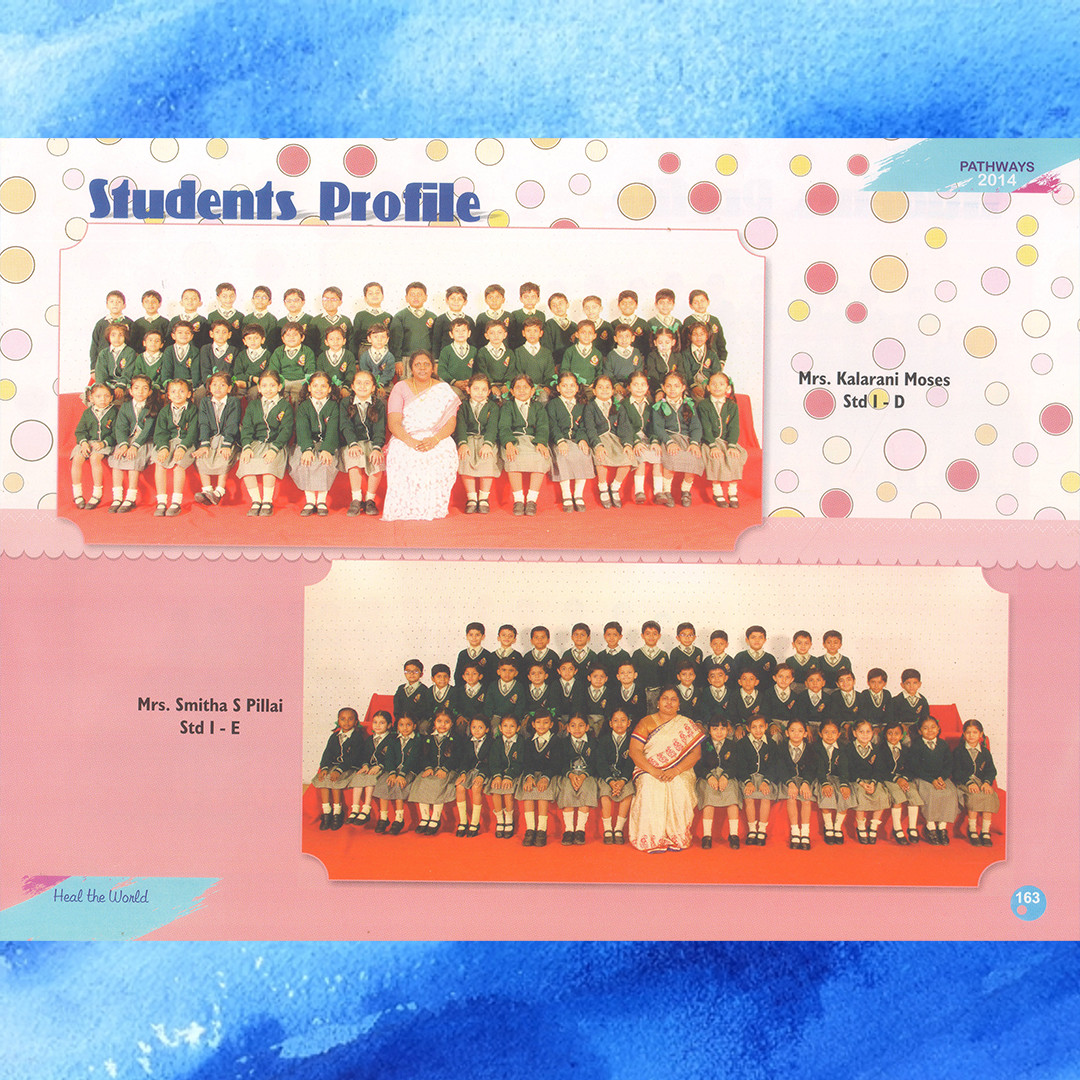 Students Profile
PATHWAYS
2014
Mrs. Kalarani Moses
Std I - D
Mrs. Smitha S Pillai
Std I - E
Heal the World
163